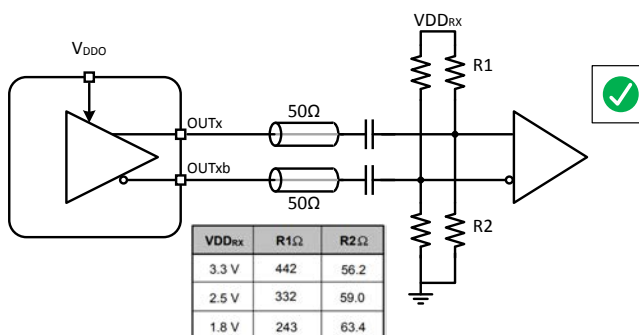 VDDRX
R1
VDDO
OUTx
50Ω
OUTxb
50Ω
R2
VDDRX R1Ω R2Ω
3.3 V 442 56.2
2.5 V 332 59.0
1.8 V 243 63.4